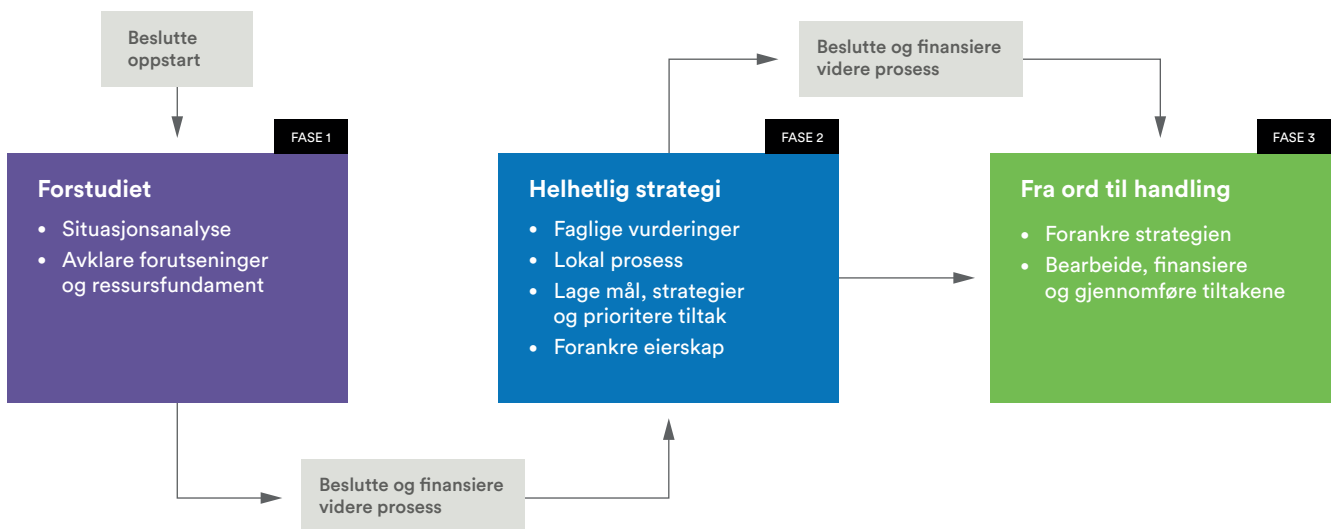 Beslutte
oppstart
FASE 1
Forstudiet
• Situasjonsanalyse
• Avklare forutseninger
og ressursfundament
Beslutte og finansiere
videre prosess
FASE 2
Helhetlig strategi
• Faglige vurderinger
• Lokal prosess
• Lage mål, strategier
og prioritere tiltak
• Forankre eierskap
Beslutte og finansiere
videre prosess
FASE 3
Fra ord til handling
• Forankre strategien
• Bearbeide, finansiere
og gjennomføre tiltakene